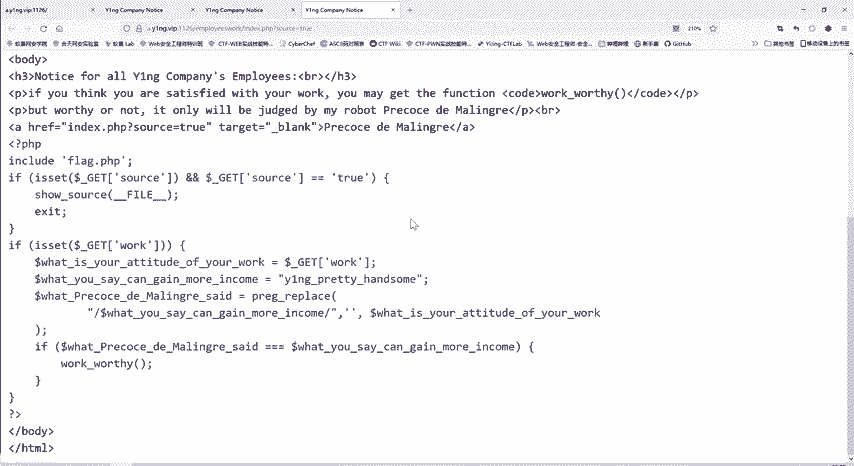 a.y1ng.vip:1126/
Y1ng Company Notice
Y1ng Company Notice
Y1ng Company Notice
a.y1ng.vip:1126/employeeswork/index.php?source=true
210%
CyberChef
CTF Wiki
GitHub
<body>
<h3>Notice for all Y1ng Company's Employees:<br></h3>
<p>if you think you are satisfied with your work, you may get the function <code>work_worthy()</code></p>
<p>but worthy or not, it only will be judged by my robot Precoce de Malingre</p><br>
<a href="index.php?source=true" target="_blank">Precoce de Malingre</a>
<?php
include 'flag.php';
if (isset($_GET['source']) && $_GET['source'] == 'true') {
show_source(__FILE__);
exit;
}
if (isset($_GET['work'])) {
$what_is_your_attitude_of_your_work = $_GET['work'];
$what_you_say_can_gain_more_income = "y1ng_pretty_handsome";
$what_Precoce_de_Malingre_said = preg_replace(
"/$what_you_say_can_gain_more_income/",'', $what_is_your_attitude_of_your_work
);
if ($what_Precoce_de_Malingre_said === $what_you_say_can_gain_more_income) {
work_worthy();
}
}
?>
</body>
</html>